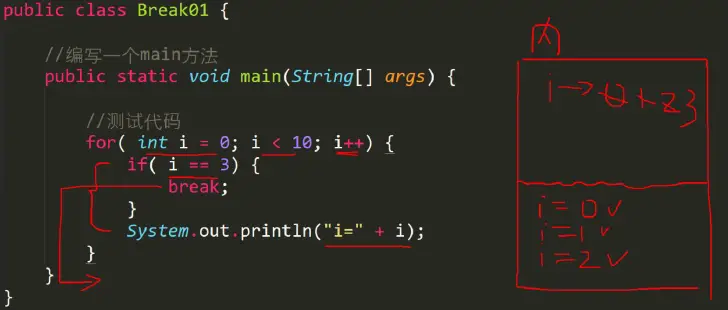 public class Break01 {
//编写一个main方法
public static void main(String[] args) {
//测试代码
for( int i = 0; i < 10; i++) {
if( i == 3) {
break;
}
System.out.println("i=" + i);
}
}
}
内
i → 0 1 2 3
i = 0 ✓
i = 1 ✓
i = 2 ✓